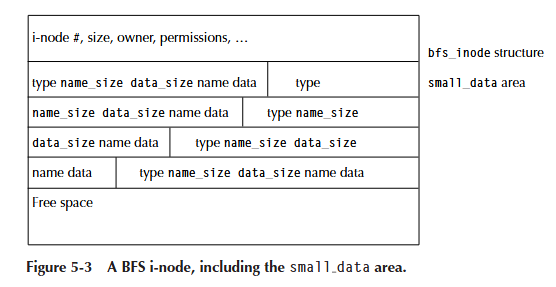 i-node #, size, owner, permissions, …
bfs_inode structure
type name_size data_size name data type
small_data area
name_size data_size name data type name_size
data_size name data type name_size data_size
name data type name_size data_size name data
Free space
Figure 5-3 A BFS i-node, including the small_data area.